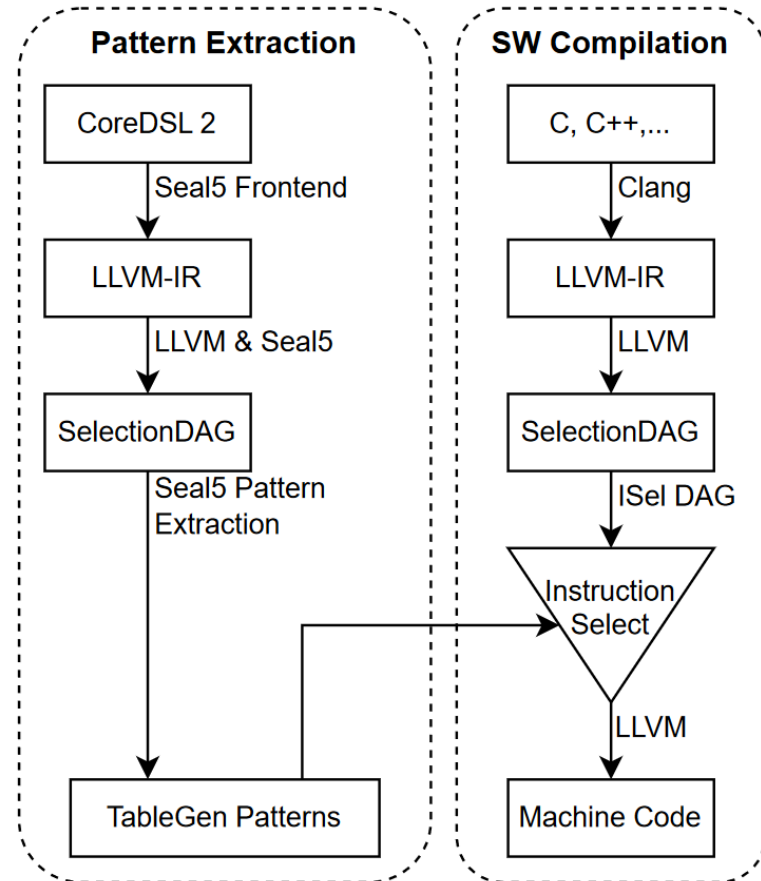 Pattern Extraction
CoreDSL 2
Seal5 Frontend
LLVM-IR
LLVM & Seal5
SelectionDAG
Seal5 Pattern
Extraction
TableGen Patterns
SW Compilation
C, C++,...
Clang
LLVM-IR
LLVM
SelectionDAG
ISel DAG
Instruction
Select
LLVM
Machine Code